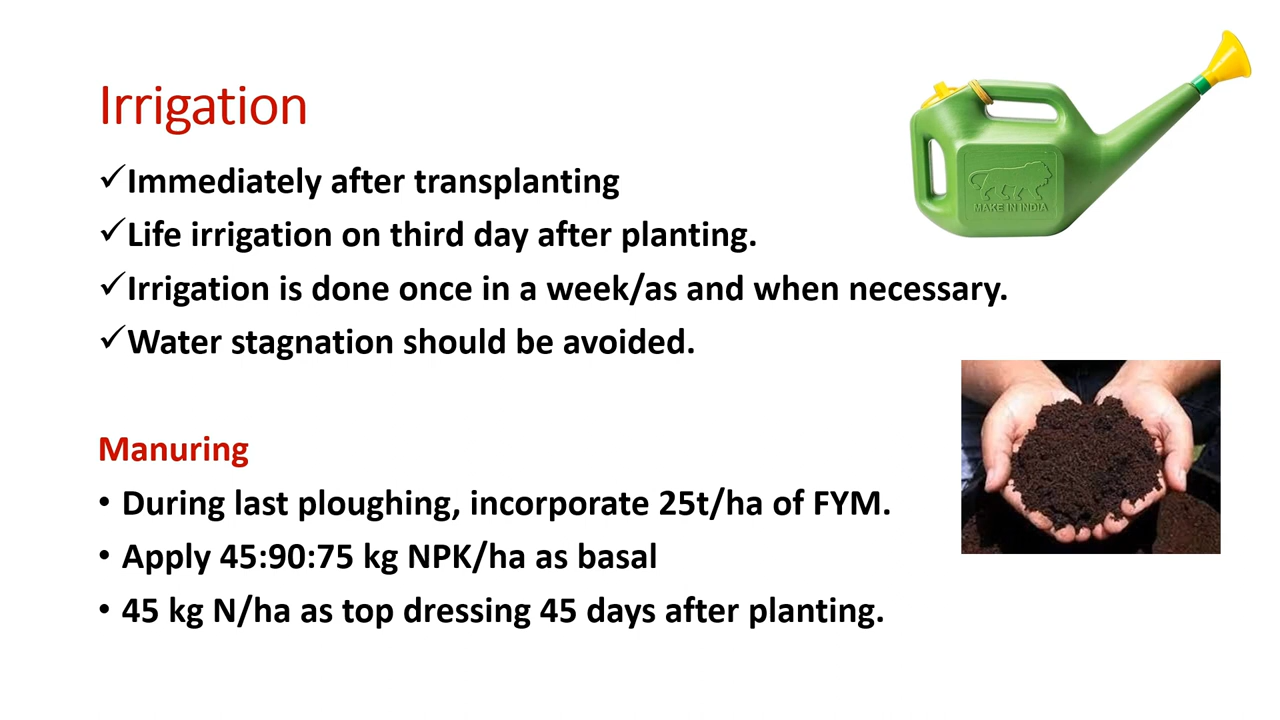 Irrigation
✓Immediately after transplanting
✓Life irrigation on third day after planting.
✓Irrigation is done once in a week/as and when necessary.
✓Water stagnation should be avoided.
MAKE IN INDIA
Manuring
• During last ploughing, incorporate 25t/ha of FYM.
• Apply 45:90:75 kg NPK/ha as basal
• 45 kg N/ha as top dressing 45 days after planting.